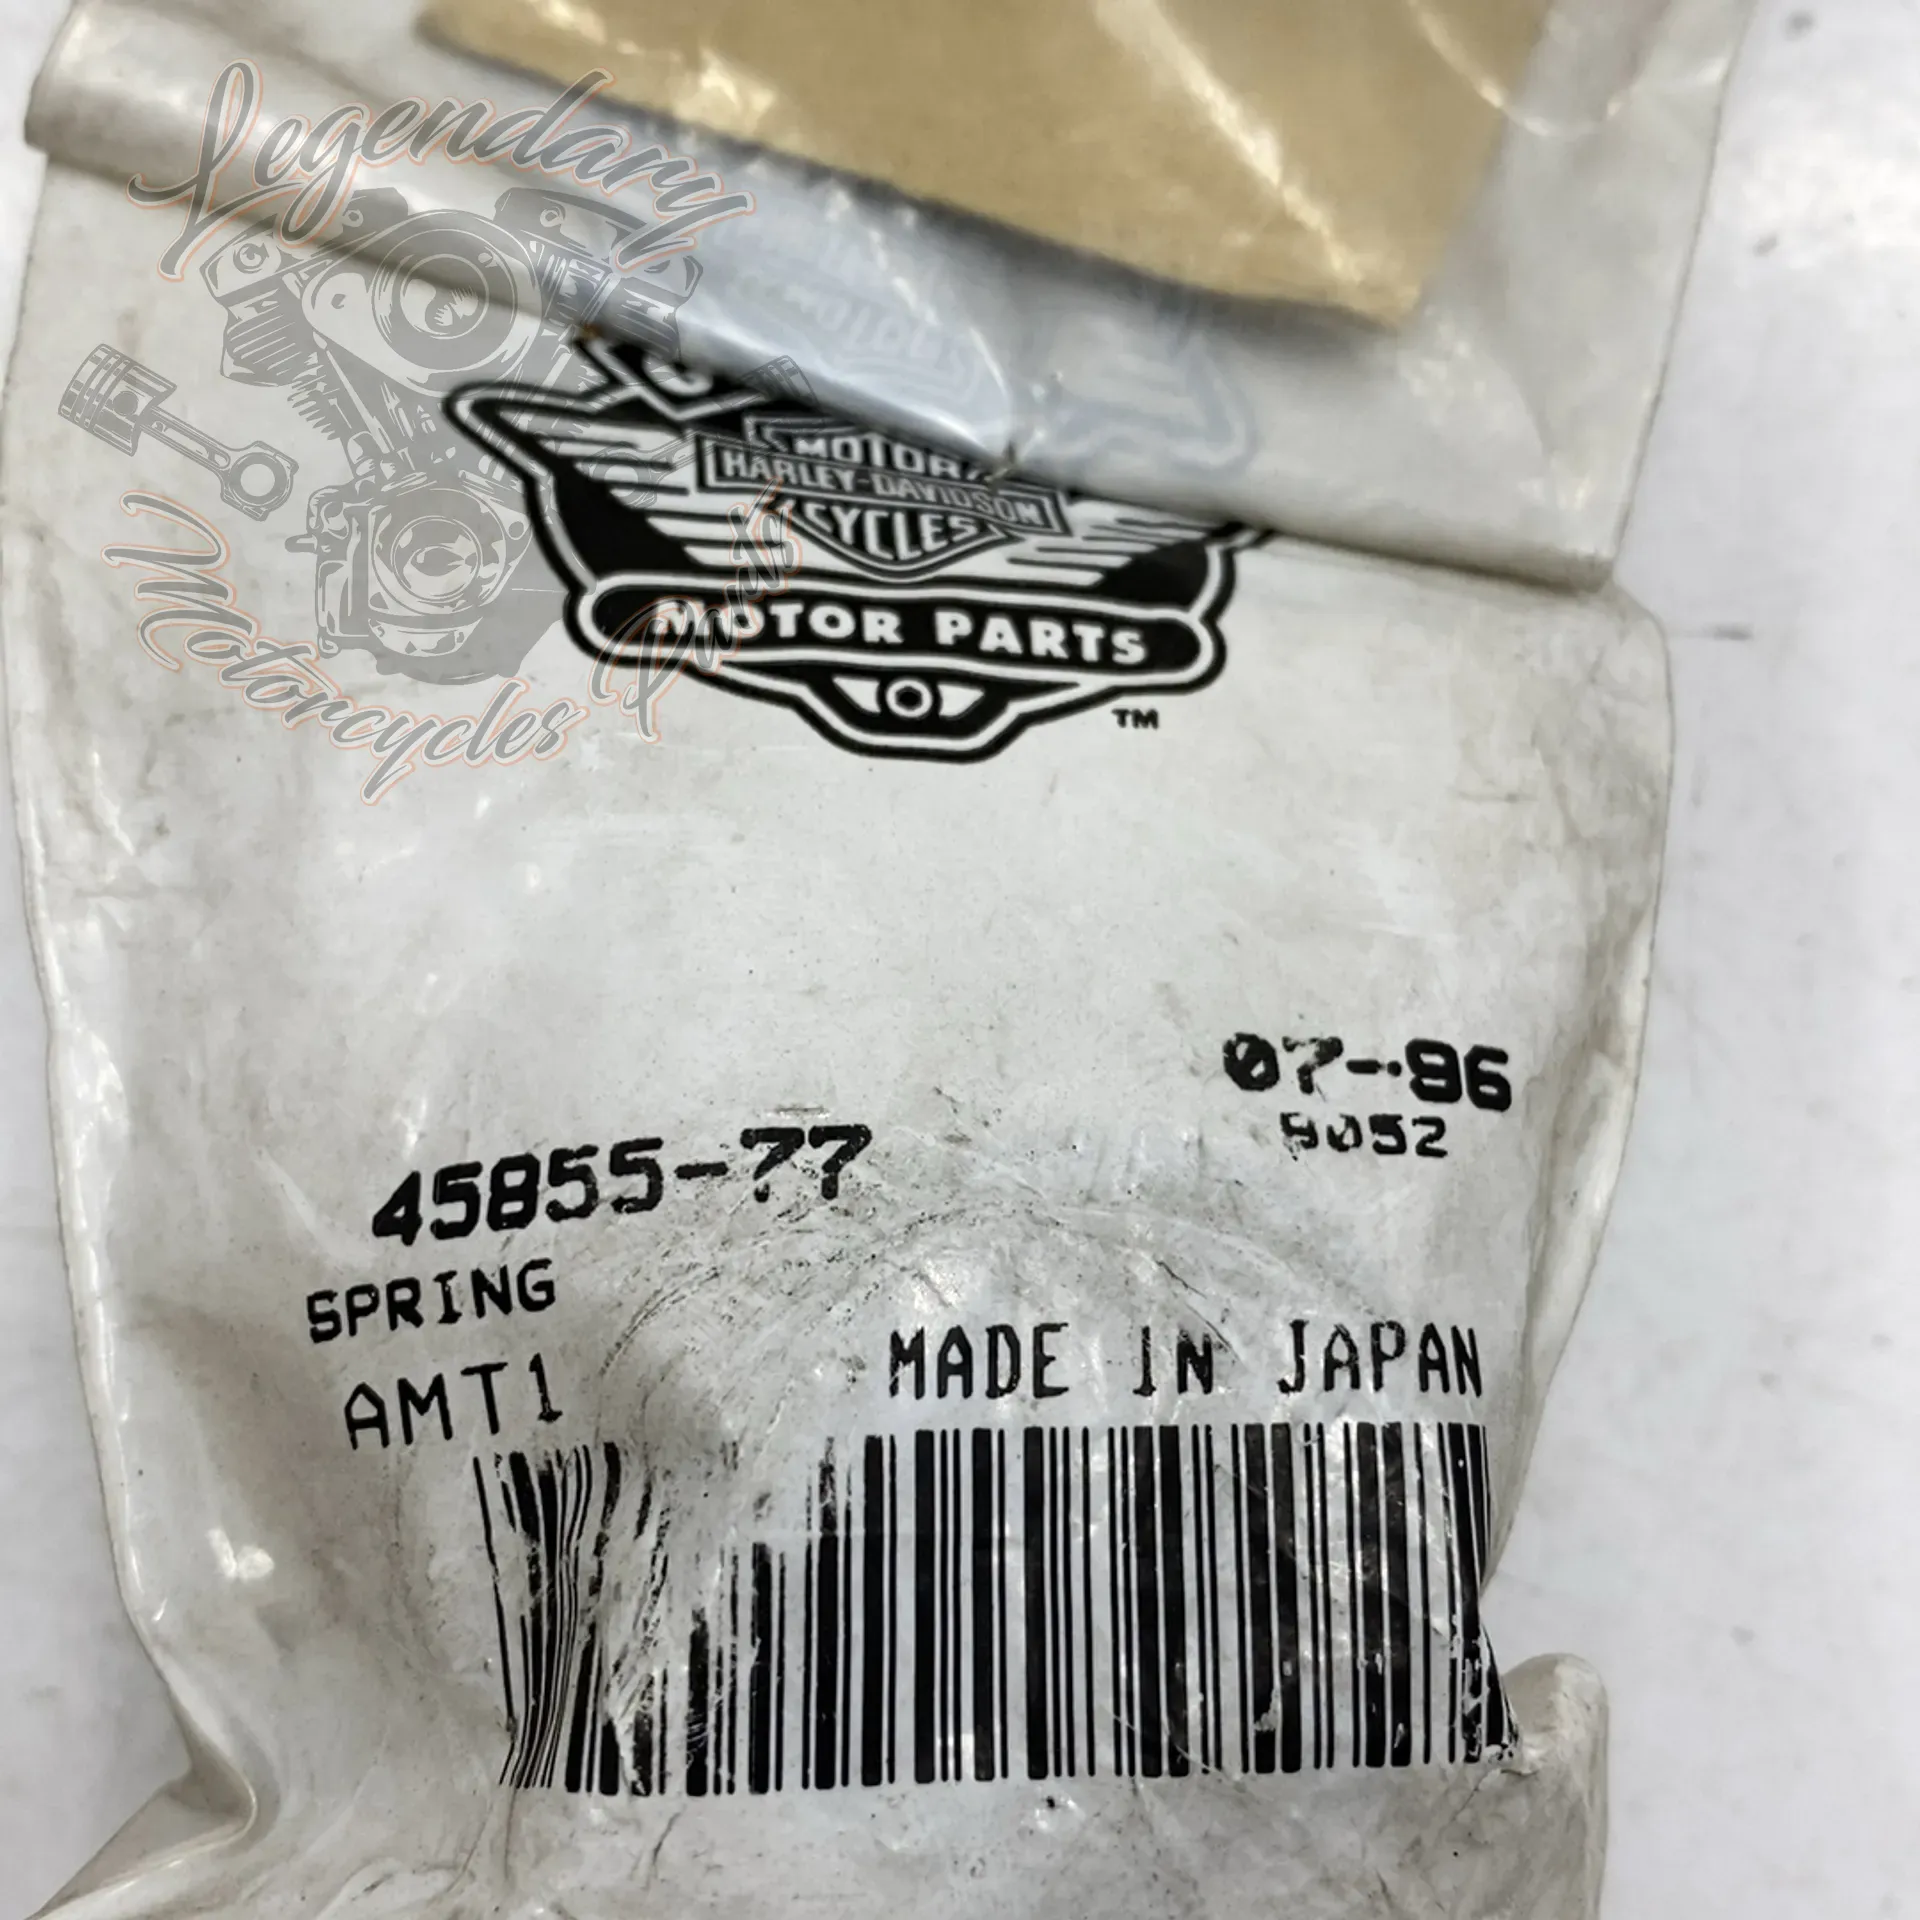 Legendary
Motorcycles Parts
MOTOR
HARLEY-DAVIDSON
CYCLES
MOTOR PARTS
TM
07-96
9052
45855-77
SPRING
AMT1
MADE IN JAPAN